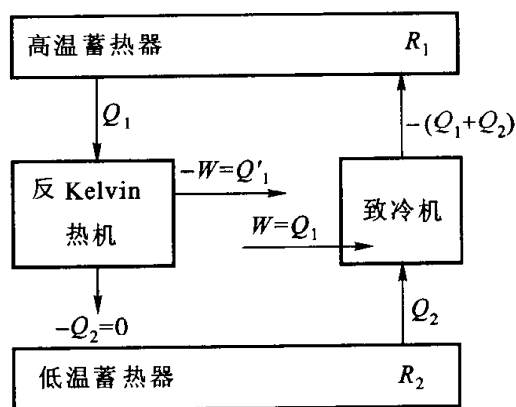 高温蓄热器 R₁
Q₁
-(Q₁+Q₂)
反 Kelvin
热机
-W=Q′₁
W=Q₁
致冷机
-Q₂=0
Q₂
低温蓄热器 R₂